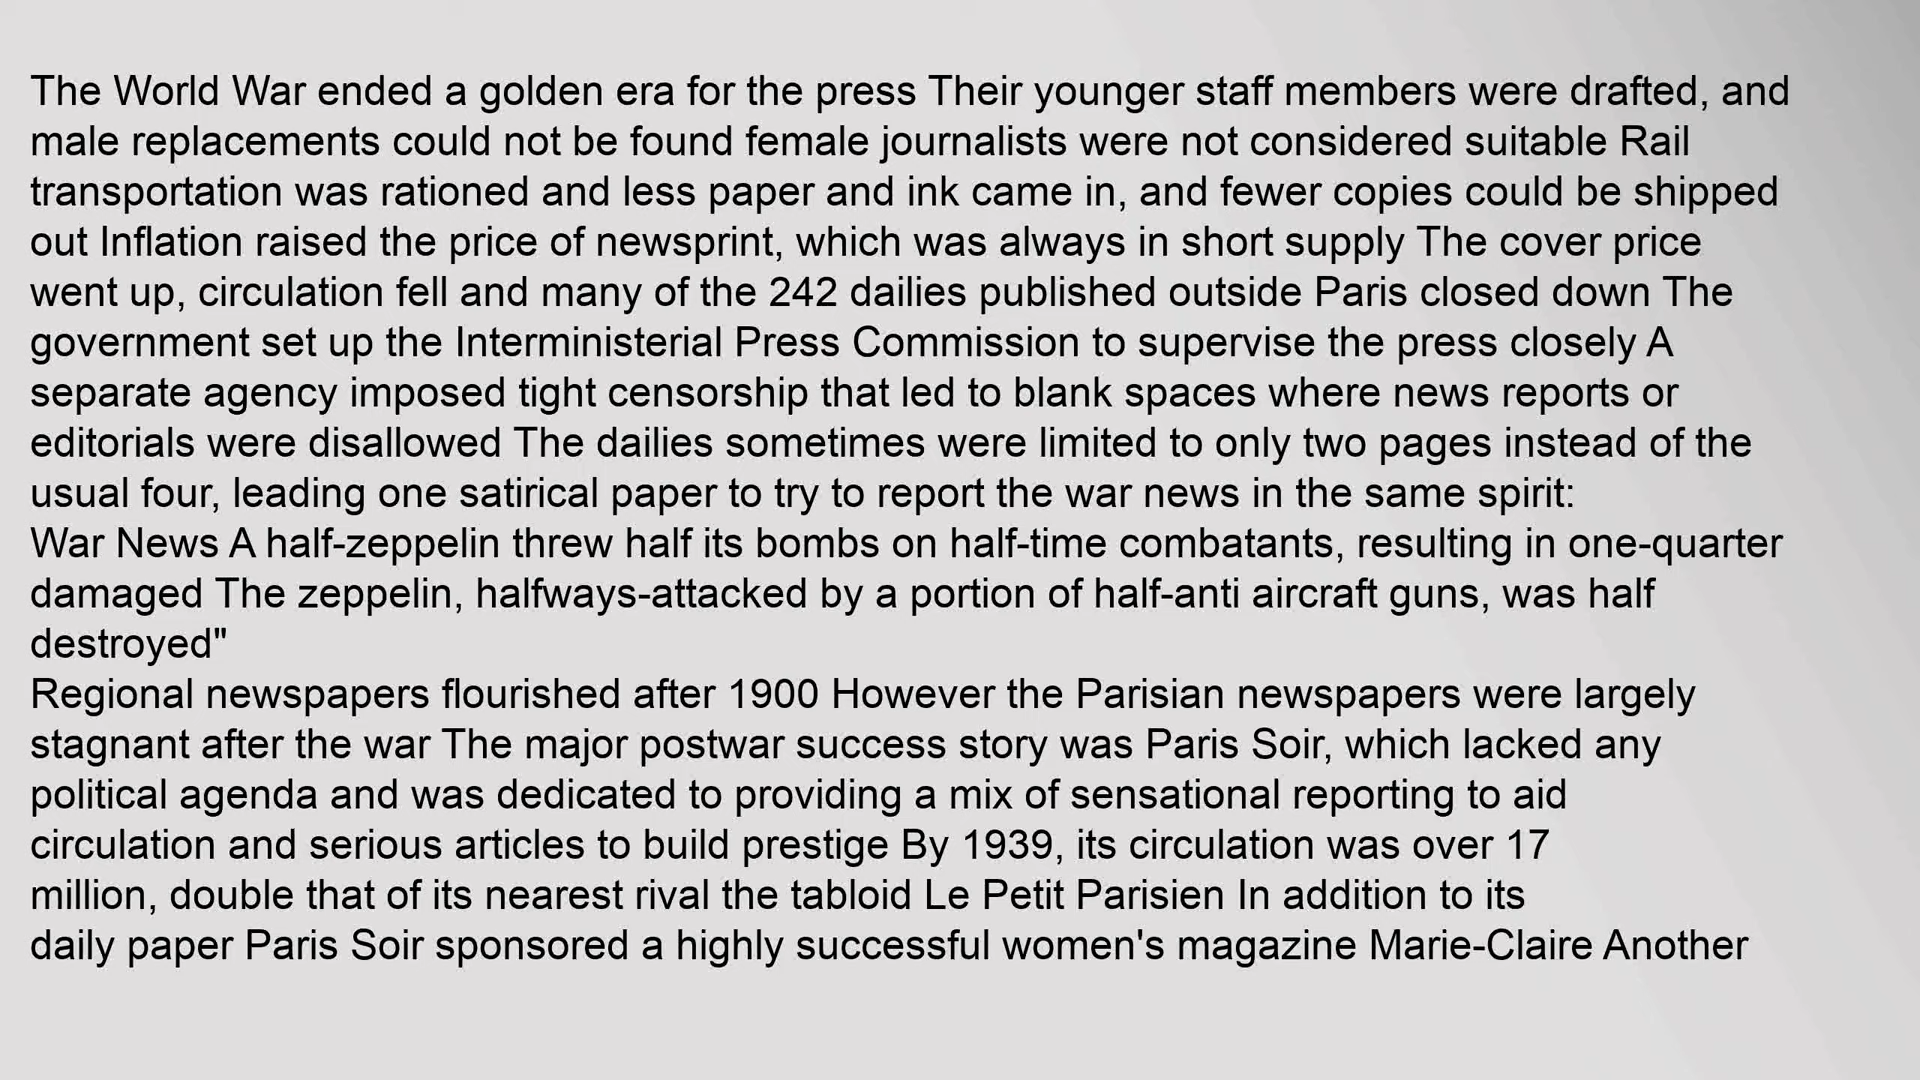 The World War ended a golden era for the press Their younger staff members were drafted, and
male replacements could not be found female journalists were not considered suitable Rail
transportation was rationed and less paper and ink came in, and fewer copies could be shipped
out Inflation raised the price of newsprint, which was always in short supply The cover price
went up, circulation fell and many of the 242 dailies published outside Paris closed down The
government set up the Interministerial Press Commission to supervise the press closely A
separate agency imposed tight censorship that led to blank spaces where news reports or
editorials were disallowed The dailies sometimes were limited to only two pages instead of the
usual four, leading one satirical paper to try to report the war news in the same spirit:
War News A half-zeppelin threw half its bombs on half-time combatants, resulting in one-quarter
damaged The zeppelin, halfways-attacked by a portion of half-anti aircraft guns, was half
destroyed"
Regional newspapers flourished after 1900 However the Parisian newspapers were largely
stagnant after the war The major postwar success story was Paris Soir, which lacked any
political agenda and was dedicated to providing a mix of sensational reporting to aid
circulation and serious articles to build prestige By 1939, its circulation was over 17
million, double that of its nearest rival the tabloid Le Petit Parisien In addition to its
daily paper Paris Soir sponsored a highly successful women's magazine Marie-Claire Another